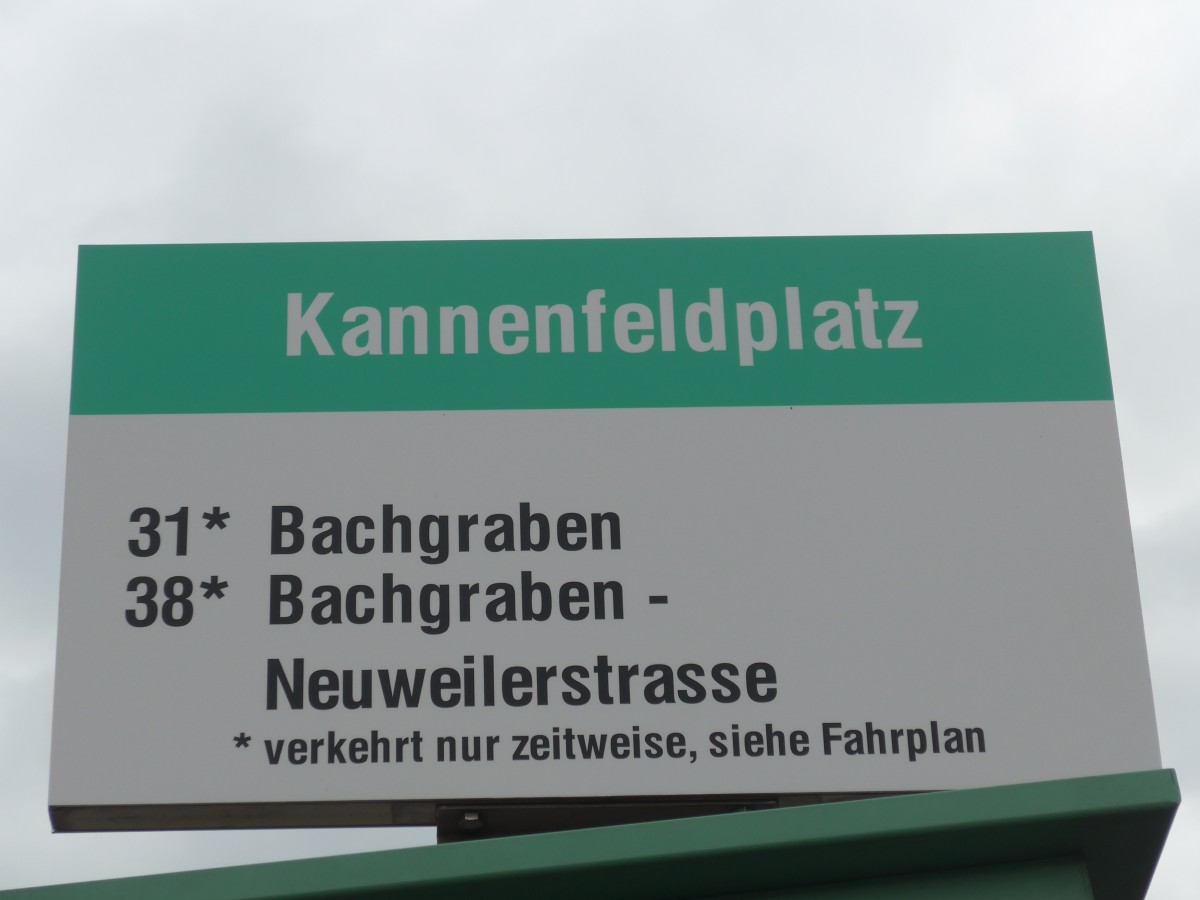 Kannenfeldplatz
31* Bachgraben
38* Bachgraben -
Neuweilerstrasse
* verkehrt nur zeitweise, siehe Fahrplan